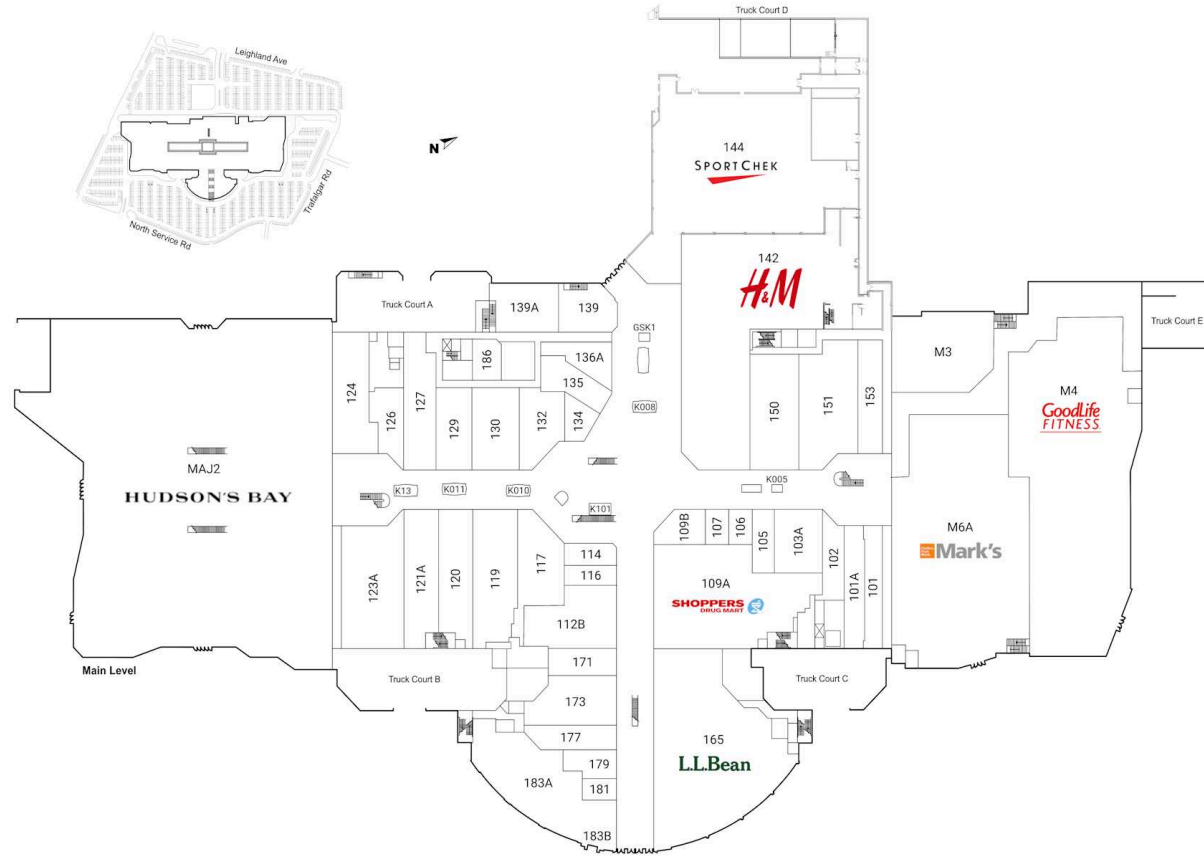 Truck Court D
Leighland Ave
N
Trafalgar Rd
North Service Rd
144
SPORTCHEK
142
H&M
Truck Court A
139A
139
GSK1
Truck Court E
M3
186
136A
135
124
126
127
129
130
132
134
K008
150
151
153
M4
GoodLife
FITNESS
MAJ2
HUDSON'S BAY
K13
K011
K010
K101
K005
109B
107
106
105
103A
102
101A
101
M6A
Mark's
123A
121A
120
119
117
114
116
112B
109A
SHOPPERS
DRUG MART
Main Level
Truck Court B
171
173
177
179
181
183A
183B
Truck Court C
165
L.L.Bean